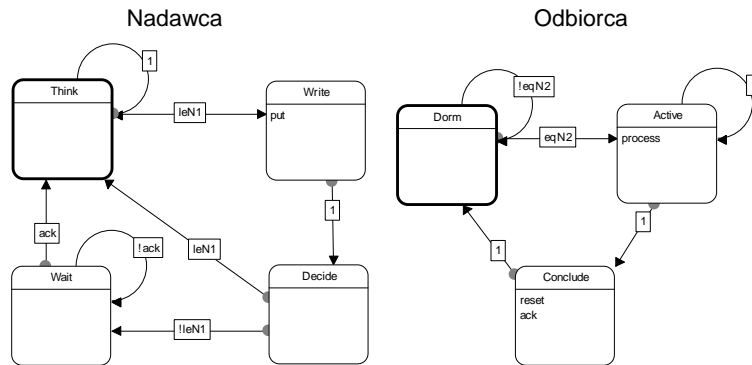 Nadawca
Odbiorca
1
Think
Write
put
leN1
1
ack
!ack
leN1
Wait
Decide
!leN1
!eqN2
Dorm
Active
process
eqN2
1
1
Conclude
reset
ack